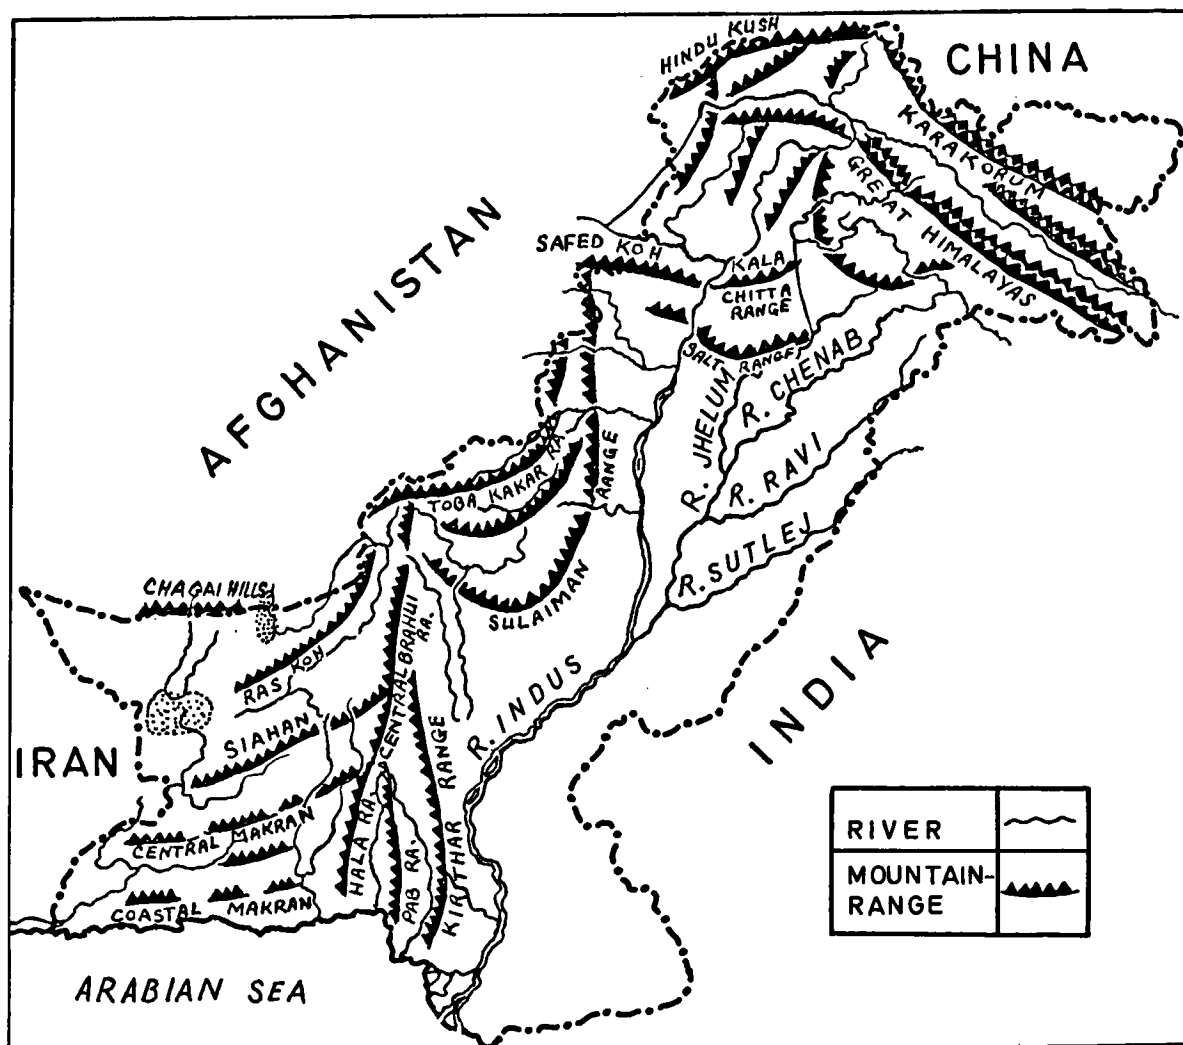 HINDU KUSH
CHINA
KARAKORUM
GREAT HIMALAYAS
AFGHANISTAN
SAFED KOH
KALA
CHITTA
RANGE
SALT RANGE
R. JHELUM
R. CHENAB
R. RAVI
R. SUTLEJ
TOBA KAKAR RA.
SULAIMAN RANGE
CHAGAI HILLS
RAS KOH
CENTRAL BRAHUI
RA.
SIAHAN
IRAN
R. INDUS
INDIA
CENTRAL MAKRAN
HALA RA.
PAB RA.
KIRTHAR RANGE
COASTAL MAKRAN
ARABIAN SEA
RIVER
MOUNTAIN-
RANGE